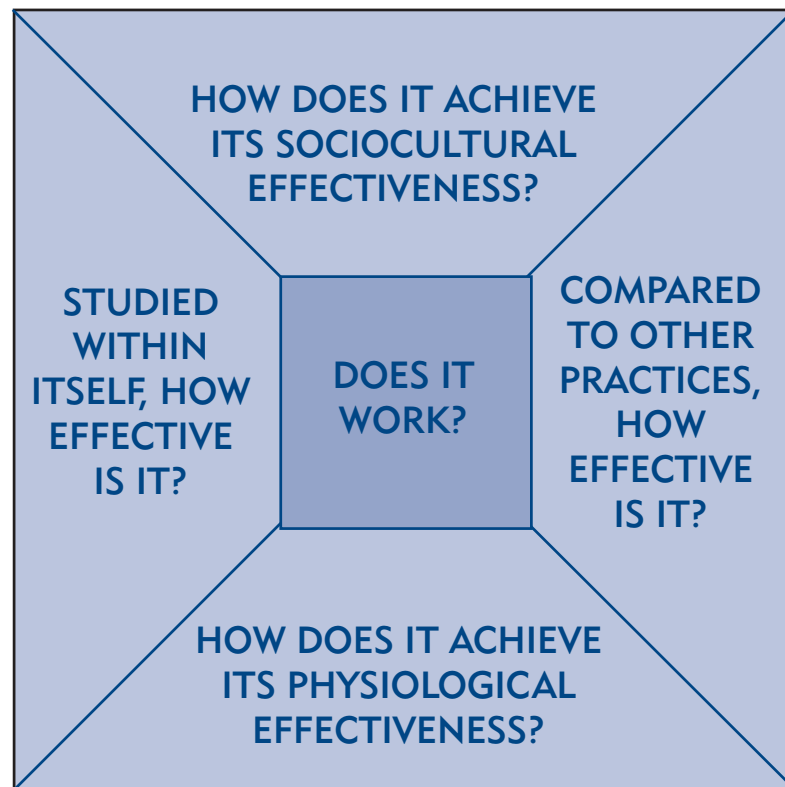 HOW DOES IT ACHIEVE
ITS SOCIOCULTURAL
EFFECTIVENESS?
STUDIED
WITHIN
ITSELF, HOW
EFFECTIVE
IS IT?
DOES IT
WORK?
COMPARED
TO OTHER
PRACTICES,
HOW
EFFECTIVE
IS IT?
HOW DOES IT ACHIEVE
ITS PHYSIOLOGICAL
EFFECTIVENESS?